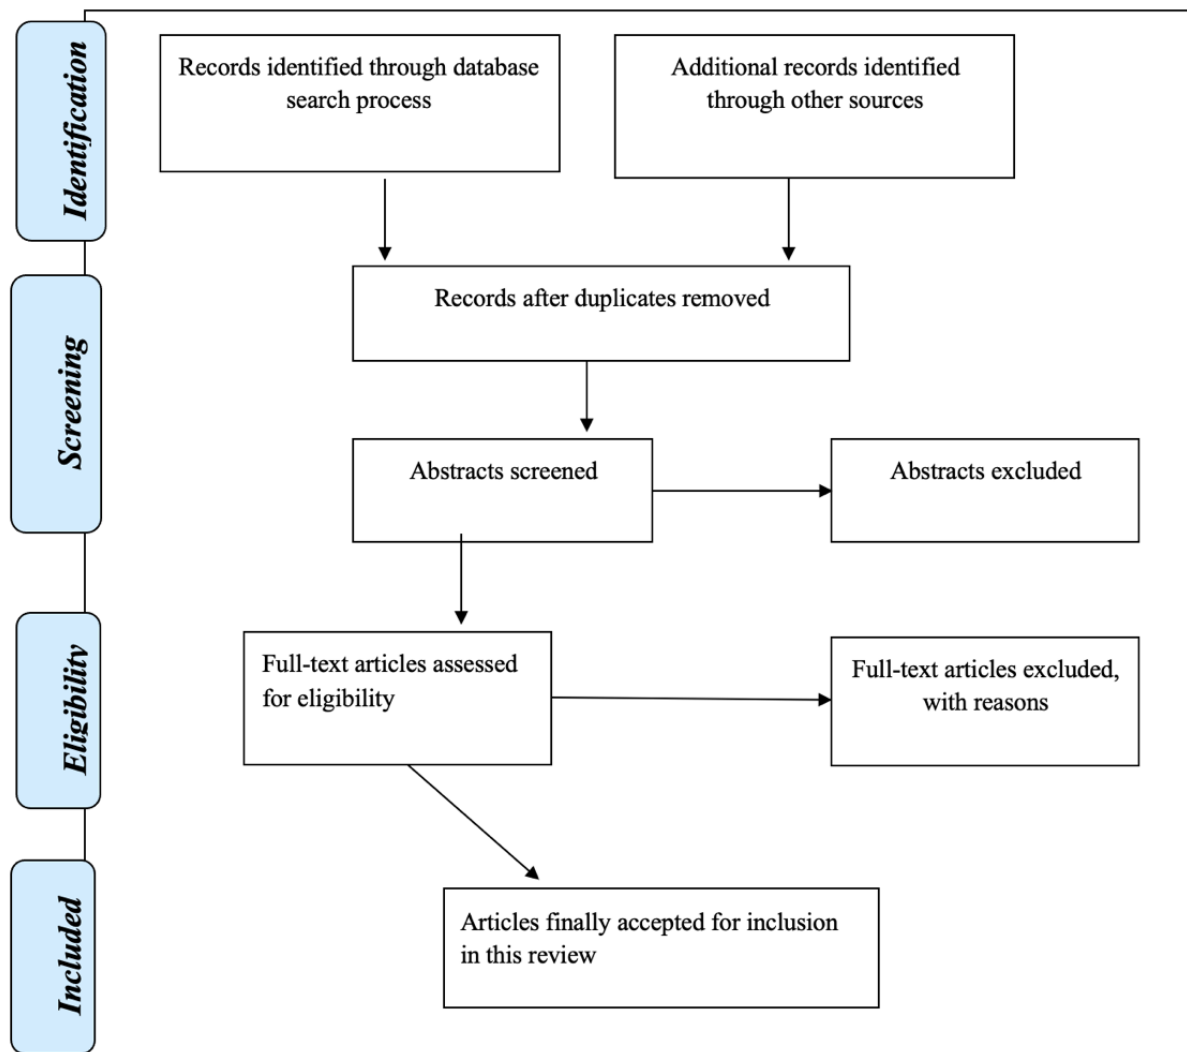 Identification
Records identified through database
search process
Additional records identified
through other sources
Screening
Records after duplicates removed
Abstracts screened
Abstracts excluded
Eligibility
Full-text articles assessed
for eligibility
Full-text articles excluded,
with reasons
Included
Articles finally accepted for inclusion
in this review